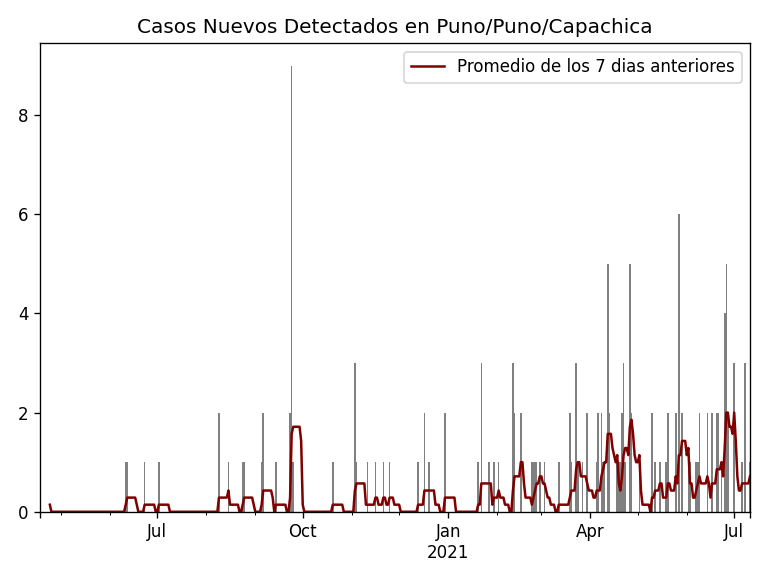 Casos Nuevos Detectados en Puno/Puno/Capachica
Promedio de los 7 dias anteriores
8
6
4
2
0
Jul
Oct
Jan
2021
Apr
Jul